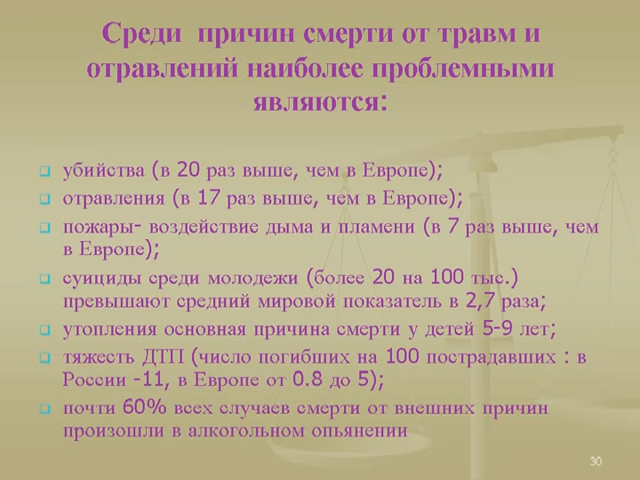 Среди  причин смерти от травм и
отравлений наиболее проблемными
являются:
убийства (в 20 раз выше, чем в Европе);
отравления (в 17 раз выше, чем в Европе);
пожары- воздействие дыма и пламени (в 7 раз выше, чем
в Европе);
суициды среди молодежи (более 20 на 100 тыс.)
превышают средний мировой показатель в 2,7 раза;
утопления основная причина смерти у детей 5-9 лет;
тяжесть ДТП (число погибших на 100 пострадавших : в
России -11, в Европе от 0.8 до 5);
почти 60% всех случаев смерти от внешних причин
произошли в алкогольном опьянении
30